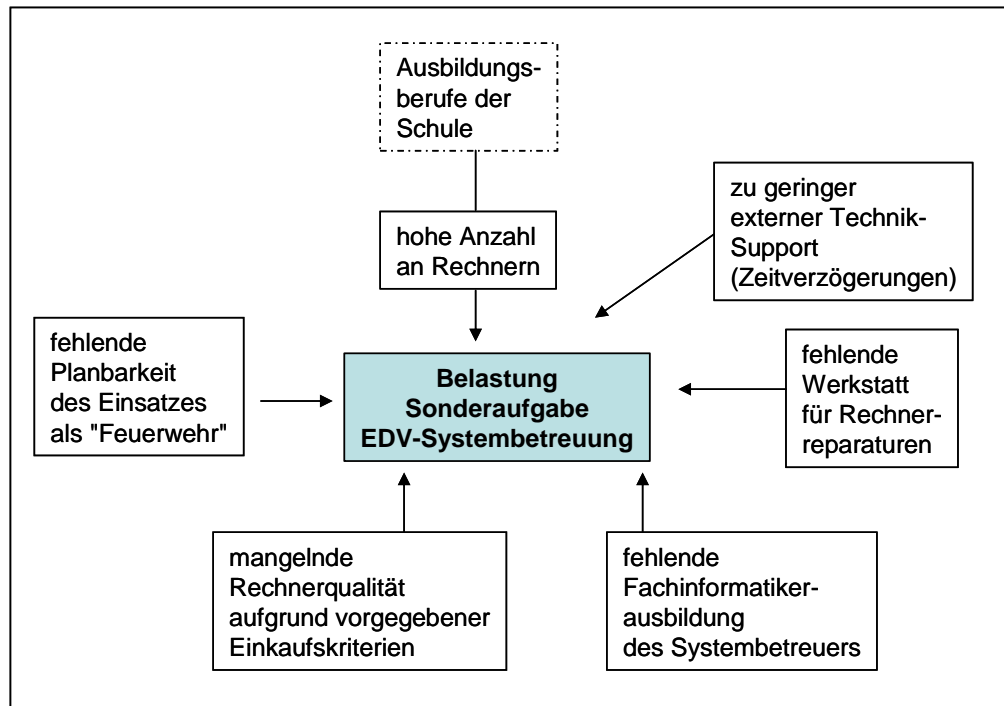 Ausbildungs-
berufe der
Schule
zu geringer
externer Technik-
Support
(Zeitverzögerungen)
hohe Anzahl
an Rechnern
fehlende
Planbarkeit
des Einsatzes
als "Feuerwehr"
Belastung
Sonderaufgabe
EDV-Systembetreuung
fehlende
Werkstatt
für Rechner-
reparaturen
mangelnde
Rechnerqualität
aufgrund vorgegebener
Einkaufskriterien
fehlende
Fachinformatiker-
ausbildung
des Systembetreuers